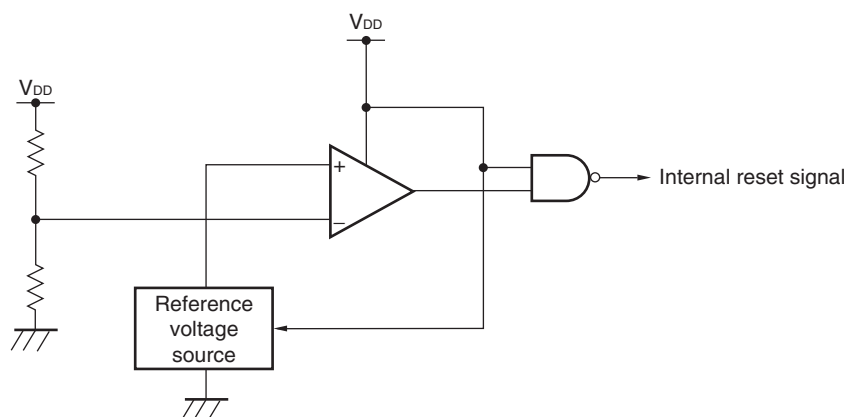 VDD
VDD
+
−
Internal reset signal
Reference
voltage
source